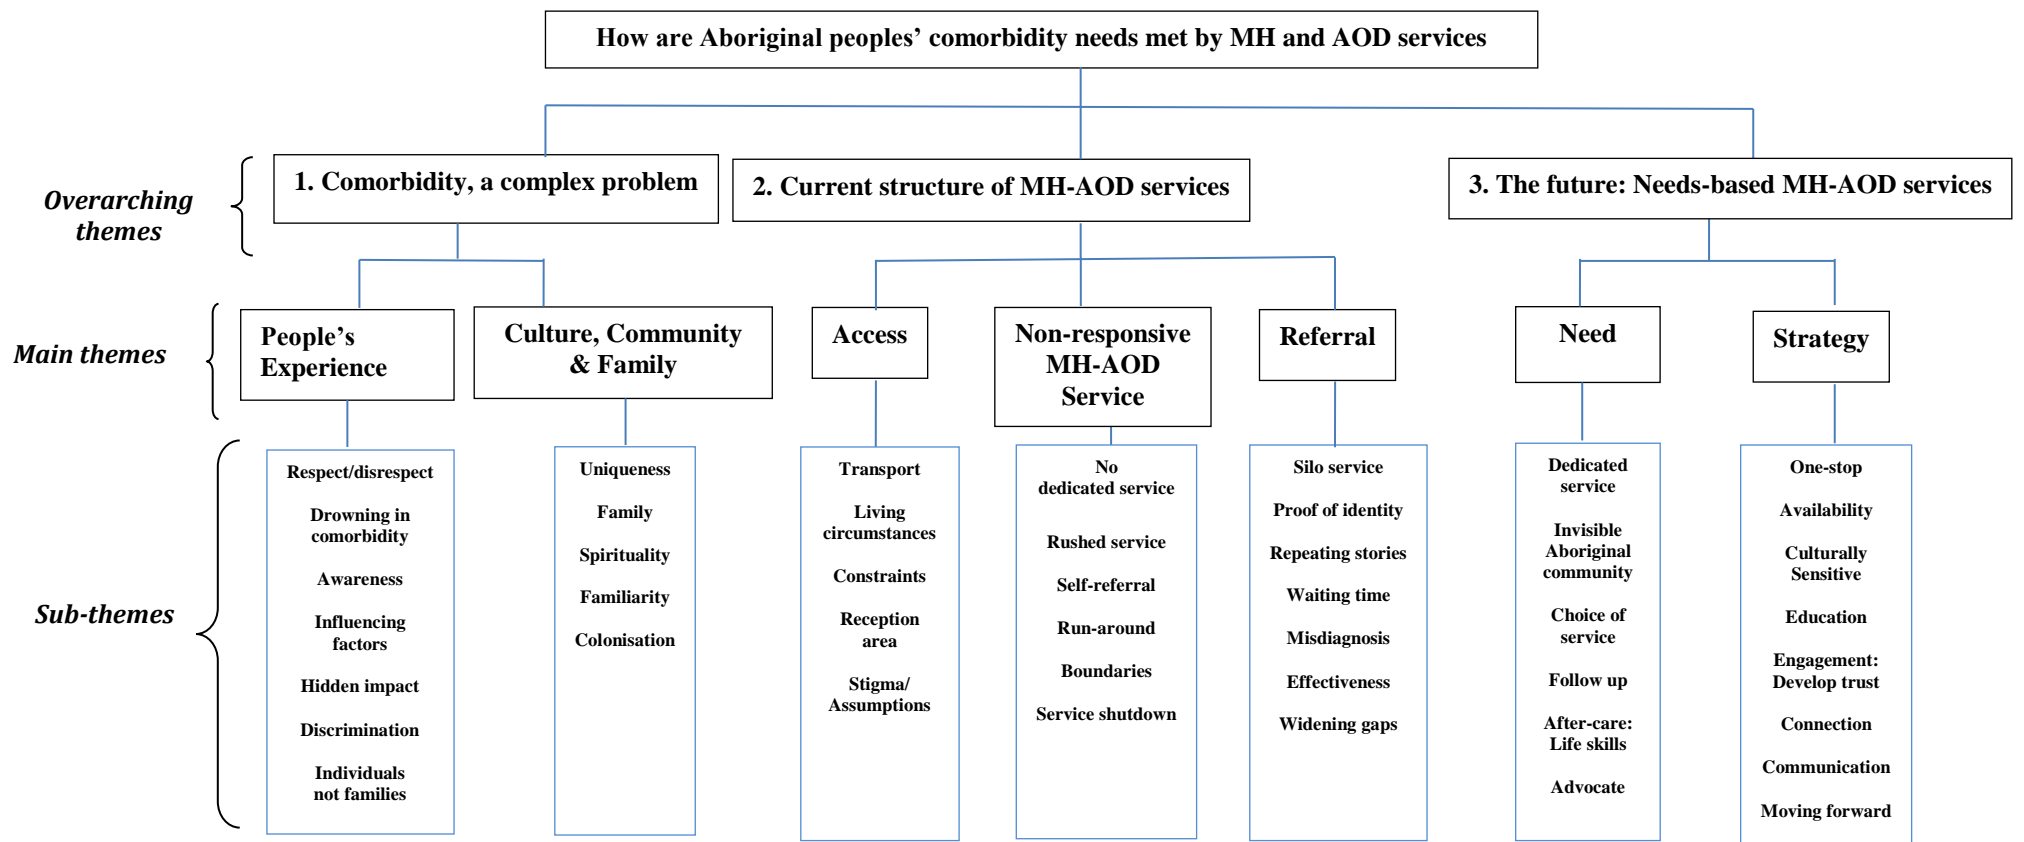 How are Aboriginal peoples’ comorbidity needs met by MH and AOD services
Overarching
themes
1. Comorbidity, a complex problem
2. Current structure of MH-AOD services
3. The future: Needs-based MH-AOD services
Main themes
People’s
Experience
Culture, Community
& Family
Access
Non-responsive
MH-AOD
Service
Referral
Need
Strategy
Sub-themes
Respect/disrespect
Drowning in
comorbidity
Awareness
Influencing
factors
Hidden impact
Discrimination
Individuals
not families
Uniqueness
Family
Spirituality
Familiarity
Colonisation
Transport
Living
circumstances
Constraints
Reception
area
Stigma/
Assumptions
No
dedicated service
Rushed service
Self-referral
Run-around
Boundaries
Service shutdown
Silo service
Proof of identity
Repeating stories
Waiting time
Misdiagnosis
Effectiveness
Widening gaps
Dedicated
service
Invisible
Aboriginal
community
Choice of
service
Follow up
After-care:
Life skills
Advocate
One-stop
Availability
Culturally
Sensitive
Education
Engagement:
Develop trust
Connection
Communication
Moving forward